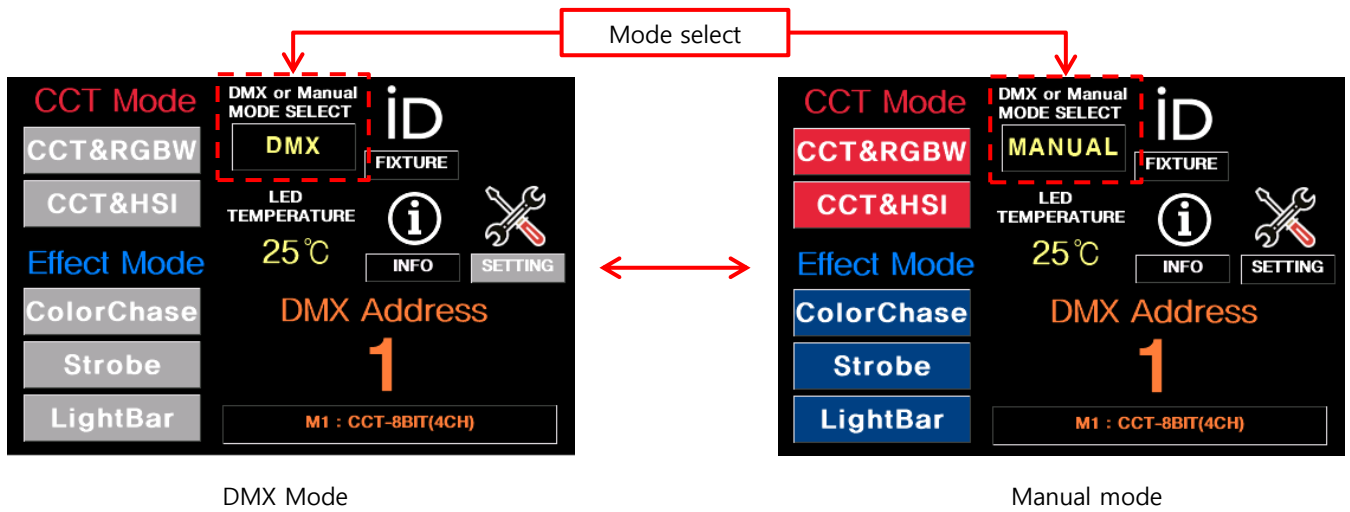 Mode select
CCT Mode
CCT&RGBW
CCT&HSI
Effect Mode
ColorChase
Strobe
LightBar
DMX or Manual
MODE SELECT
DMX
LED
TEMPERATURE
25℃
iD
FIXTURE
i
INFO
SETTING
DMX Address
1
M1 : CCT-8BIT(4CH)
DMX Mode
CCT Mode
CCT&RGBW
CCT&HSI
Effect Mode
ColorChase
Strobe
LightBar
DMX or Manual
MODE SELECT
MANUAL
LED
TEMPERATURE
25℃
iD
FIXTURE
i
INFO
SETTING
DMX Address
1
M1 : CCT-8BIT(4CH)
Manual mode